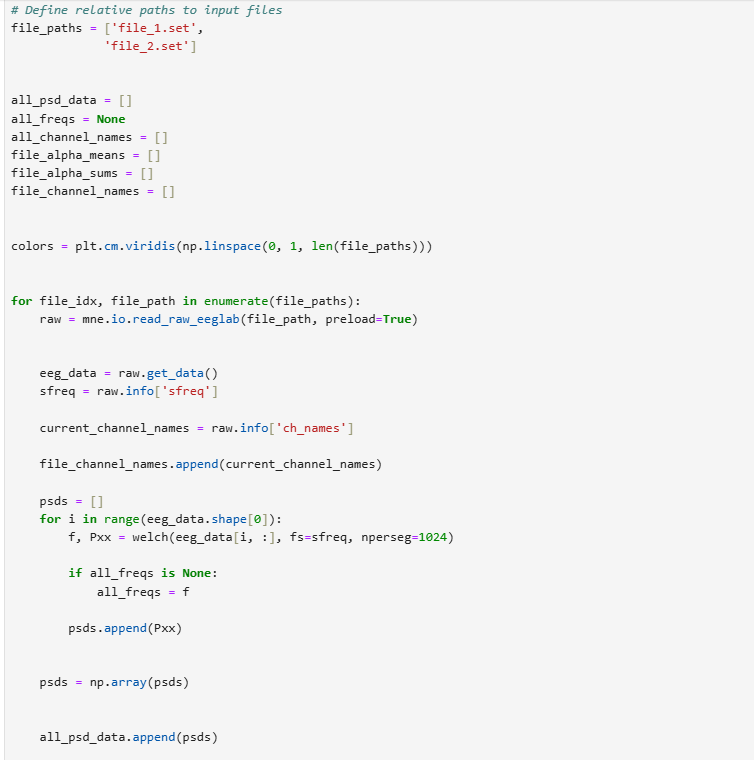 # Define relative paths to input files
file_paths = ['file_1.set',
             'file_2.set']
all_psd_data = []
all_freqs = None
all_channel_names = []
file_alpha_means = []
file_alpha_sums = []
file_channel_names = []
colors = plt.cm.viridis(np.linspace(0, 1, len(file_paths)))
for file_idx, file_path in enumerate(file_paths):
    raw = mne.io.read_raw_eeglab(file_path, preload=True)
    eeg_data = raw.get_data()
    sfreq = raw.info['sfreq']
    current_channel_names = raw.info['ch_names']
    file_channel_names.append(current_channel_names)
    psds = []
    for i in range(eeg_data.shape[0]):
        f, Pxx = welch(eeg_data[i, :], fs=sfreq, nperseg=1024)
        if all_freqs is None:
            all_freqs = f
        psds.append(Pxx)
    psds = np.array(psds)
    all_psd_data.append(psds)